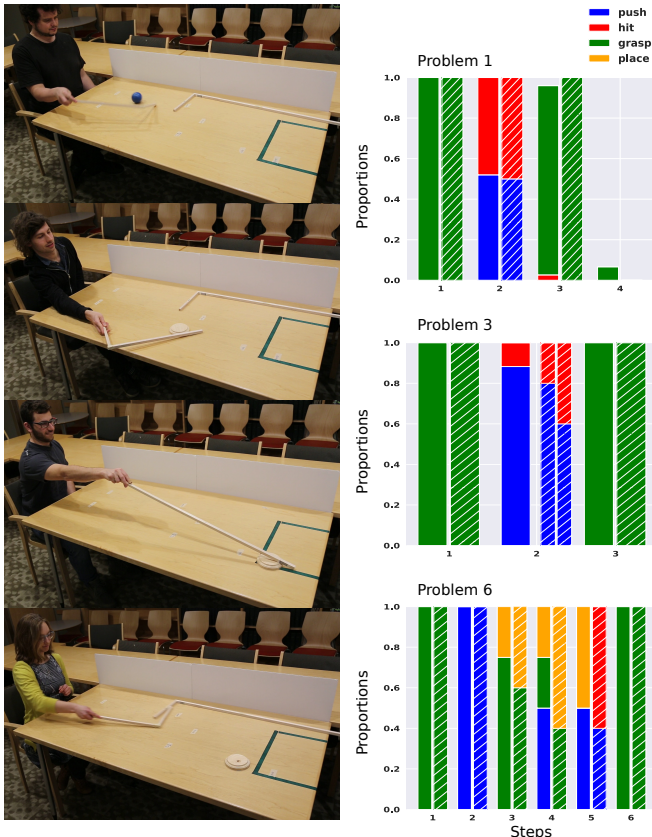 push
hit
grasp
place
Problem 1
1.0
0.8
0.6
0.4
0.2
0.0
Proportions
1 2 3 4
Problem 3
1.0
0.8
0.6
0.4
0.2
0.0
Proportions
1 2 3
Problem 6
1.0
0.8
0.6
0.4
0.2
0.0
Proportions
1 2 3 4 5 6
Steps